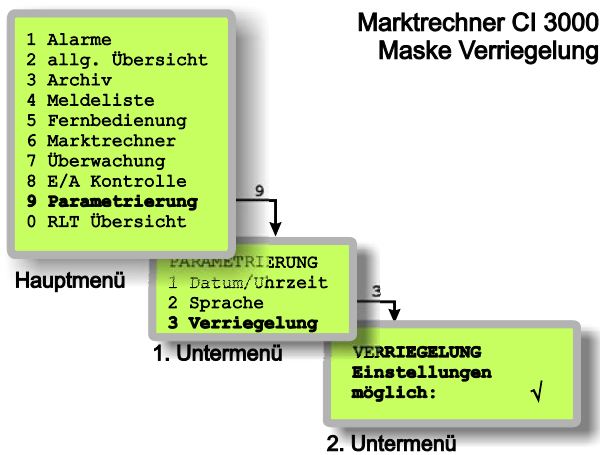 Marktrechner CI 3000
Maske Verriegelung
1 Alarme
2 allg. Übersicht
3 Archiv
4 Meldeliste
5 Fernbedienung
6 Marktrechner
7 Überwachung
8 E/A Kontrolle
9 Parametrierung
0 RLT Übersicht
9
Hauptmenü
PARAMETRIERUNG
1 Datum/Uhrzeit
2 Sprache
3 Verriegelung
3
1. Untermenü
VERRIEGELUNG
Einstellungen
möglich: √
2. Untermenü